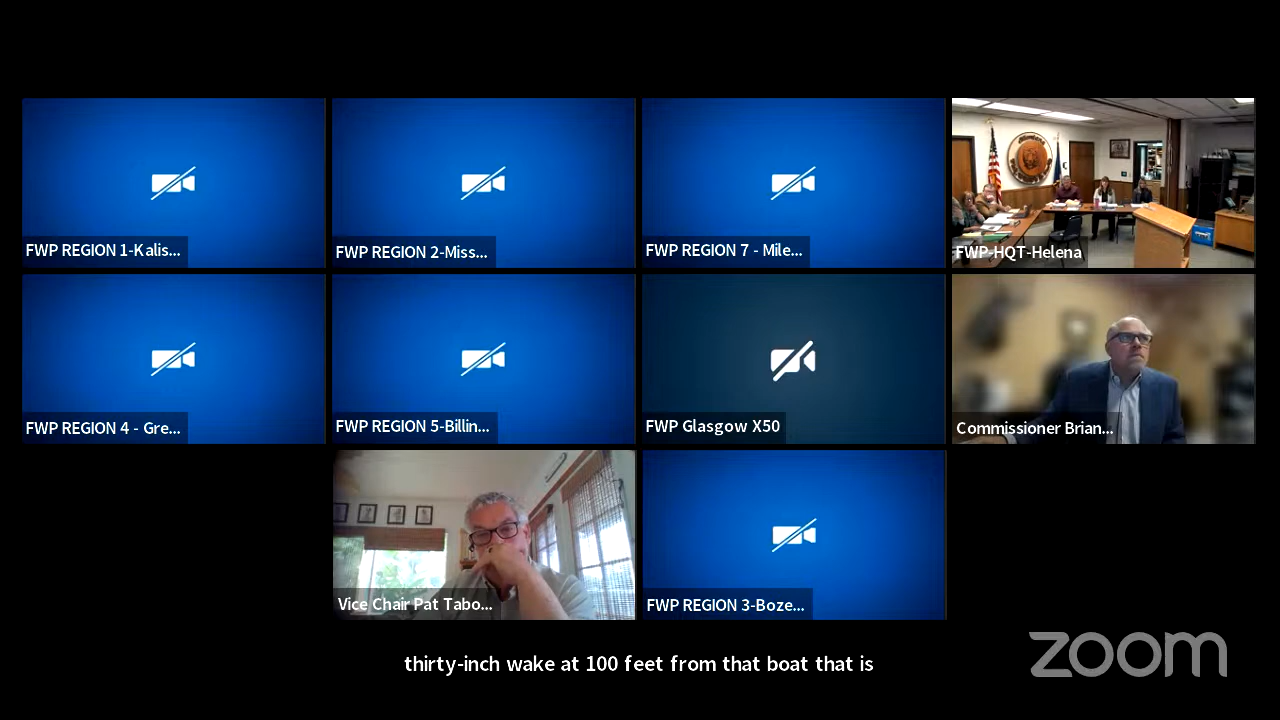 FWP REGION 1-Kalis...
FWP REGION 2-Miss...
FWP REGION 7 - Mile...
FWP-HQT-Helena
FWP REGION 4 - Gre...
FWP REGION 5-Billin...
FWP Glasgow X50
Commissioner Brian...
Vice Chair Pat Tabo...
FWP REGION 3-Boze...
thirty-inch wake at 100 feet from that boat that is
zoom